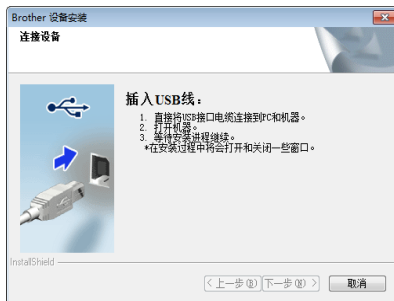 Brother 设备安装
连接设备
插入USB线：
1. 直接将USB接口电缆连接到PC和机器。
2. 打开机器。
3. 等待安装进程继续。
*在安装过程中将会打开和关闭一些窗口。
InstallShield
< 上一步(B) 下一步(N) > 取消